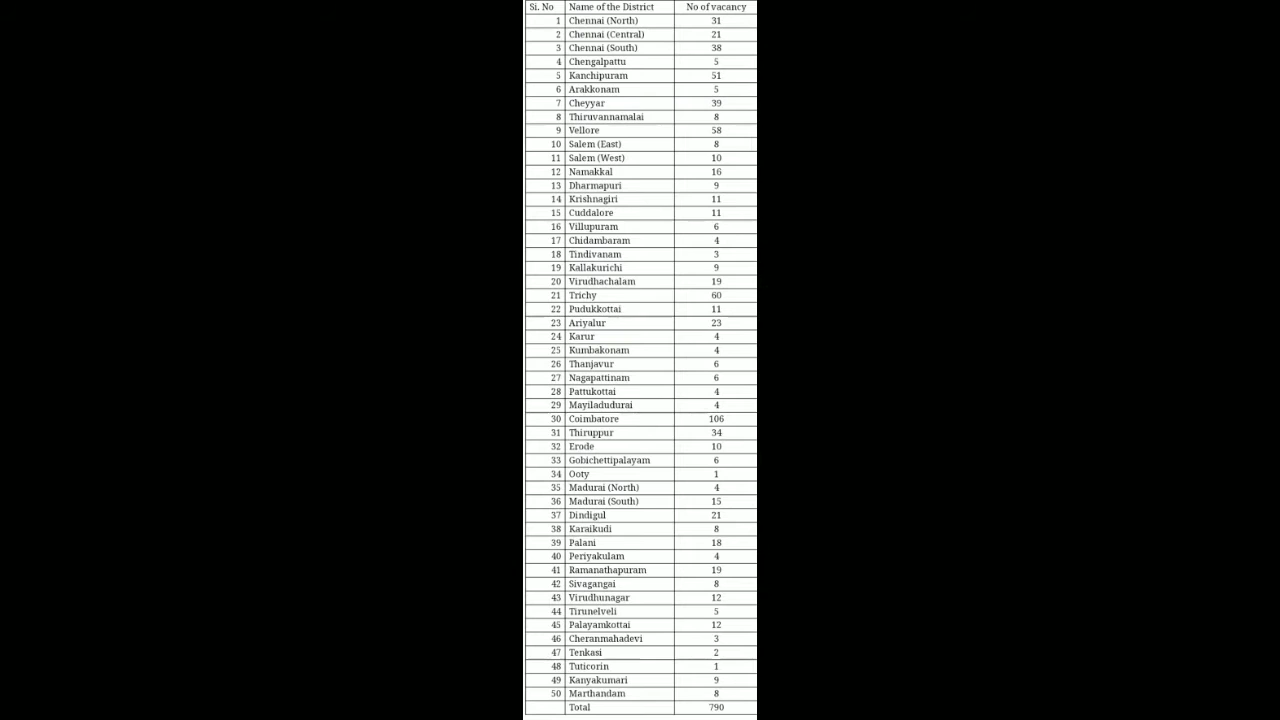 Si. No Name of the District No of vacancy
1 Chennai (North) 31
2 Chennai (Central) 21
3 Chennai (South) 38
4 Chengalpattu 5
5 Kanchipuram 51
6 Arakkonam 5
7 Cheyyar 39
8 Thiruvannamalai 8
9 Vellore 58
10 Salem (East) 8
11 Salem (West) 10
12 Namakkal 16
13 Dharmapuri 9
14 Krishnagiri 11
15 Cuddalore 11
16 Villupuram 6
17 Chidambaram 4
18 Tindivanam 3
19 Kallakurichi 9
20 Virudhachalam 19
21 Trichy 60
22 Pudukkottai 11
23 Ariyalur 23
24 Karur 4
25 Kumbakonam 4
26 Thanjavur 6
27 Nagapattinam 6
28 Pattukottai 4
29 Mayiladudurai 4
30 Coimbatore 106
31 Thiruppur 34
32 Erode 10
33 Gobichettipalayam 6
34 Ooty 1
35 Madurai (North) 4
36 Madurai (South) 15
37 Dindigul 21
38 Karaikudi 8
39 Palani 18
40 Periyakulam 4
41 Ramanathapuram 19
42 Sivagangai 8
43 Virudhunagar 12
44 Tirunelveli 5
45 Palayamkottai 12
46 Cheranmahadevi 3
47 Tenkasi 2
48 Tuticorin 1
49 Kanyakumari 9
50 Marthandam 8
Total 790